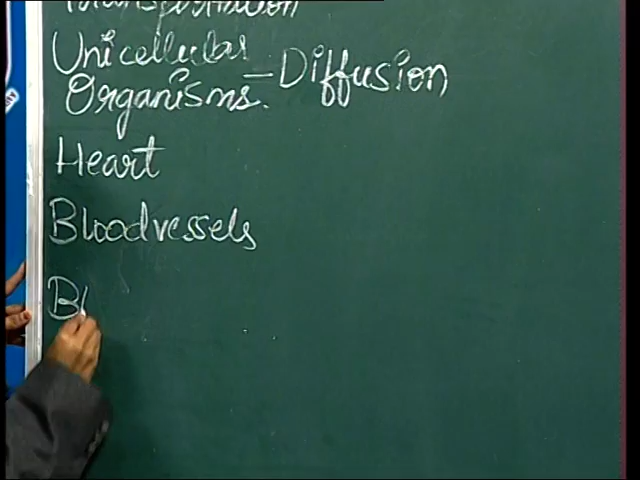 Unicellular
Organisms. — Diffusion
Heart
Bloodvessels
Bl